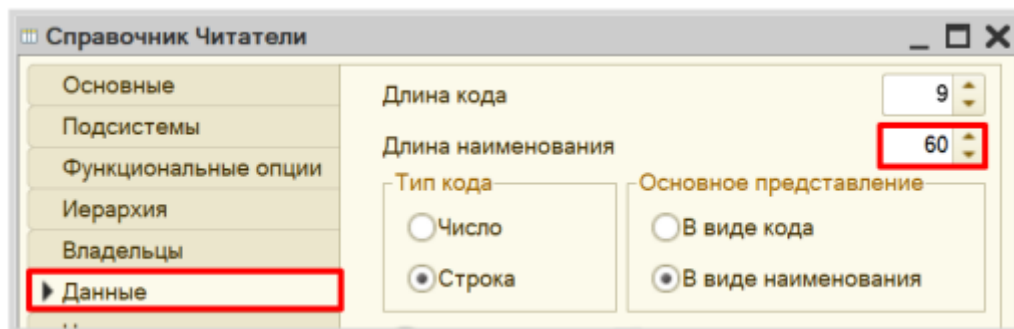 Справочник Читатели
Основные
Подсистемы
Функциональные опции
Иерархия
Владельцы
Данные
Длина кода 9
Длина наименования 60
Тип кода
Число
Строка
Основное представление
В виде кода
В виде наименования